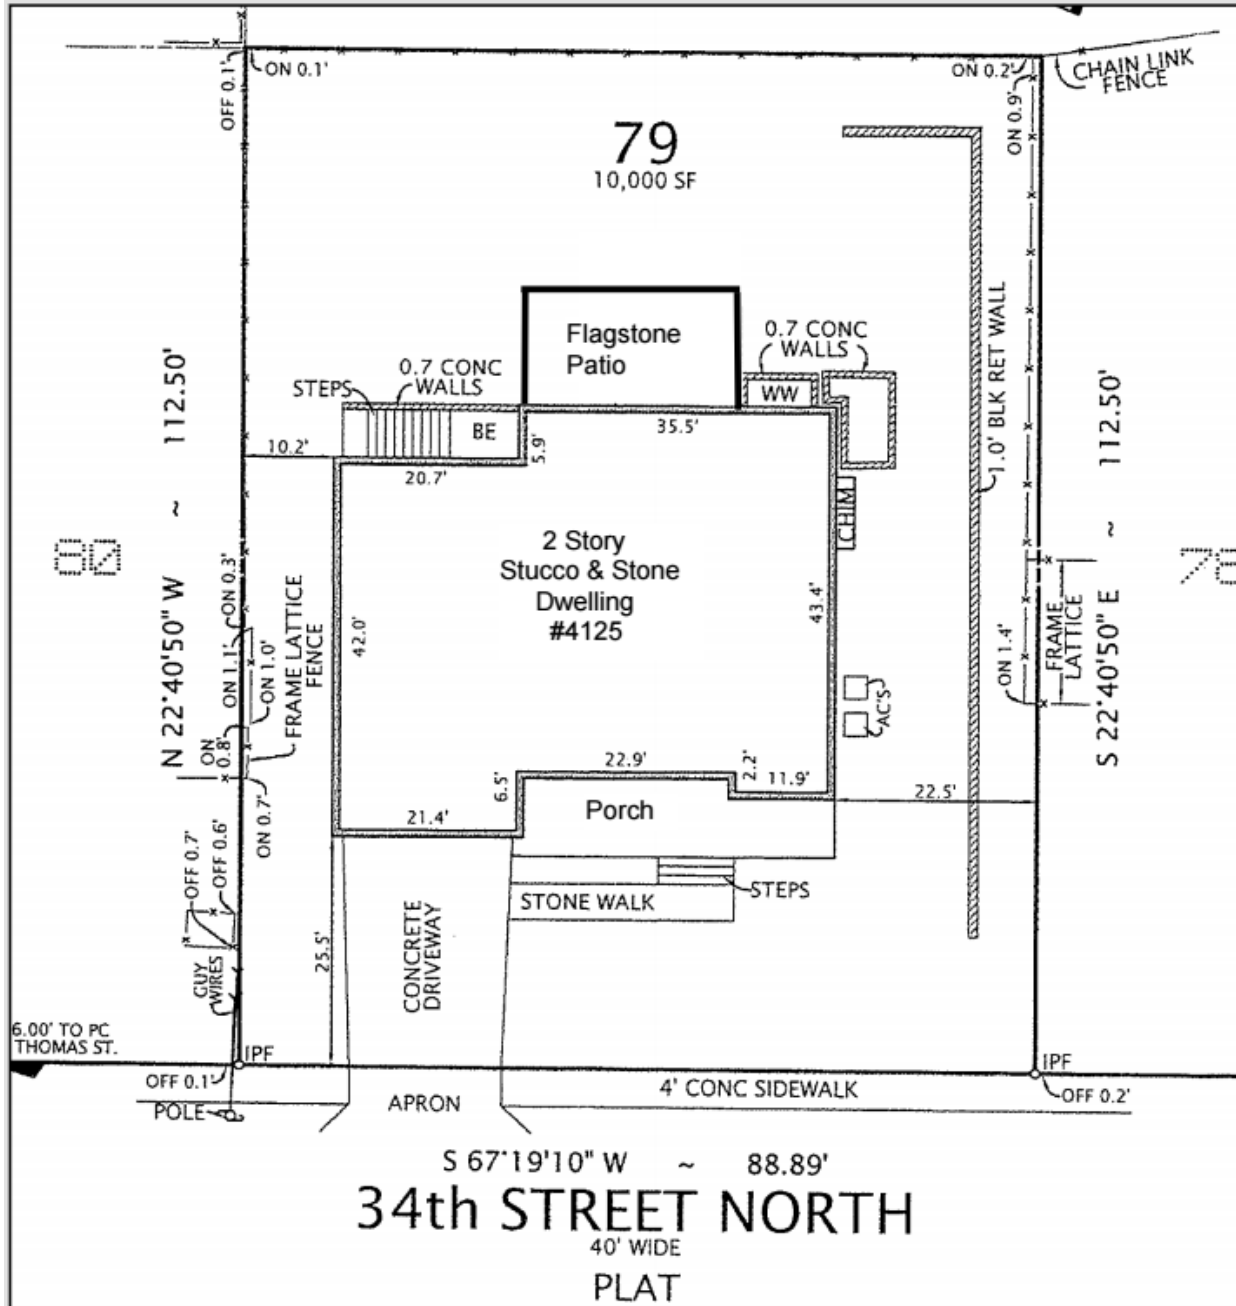 OFF 0.1'
ON 0.1'
ON 0.2'
CHAIN LINK
FENCE
ON 0.9'
79
10,000 SF
Flagstone
Patio
0.7 CONC
WALLS
WW
STEPS
0.7 CONC
WALLS
BE
35.5'
5.9'
10.2'
20.7'
1.0' BLK RET WALL
N 22°40'50" W ~ 112.50'
S 22°40'50" E ~ 112.50'
80
78
2 Story
Stucco & Stone
Dwelling
#4125
CHIM
42.0'
43.4'
ON 0.3'
ON 1.1'
ON 1.0'
FRAME LATTICE
FENCE
ON 1.4'
FRAME
LATTICE
AC'S
ON
0.8'
ON 0.7'
22.9'
2.2'
11.9'
6.5'
21.4'
Porch
22.5'
STEPS
STONE WALK
OFF 0.7'
OFF 0.6'
GUY
WIRES
25.5'
CONCRETE
DRIVEWAY
6.00' TO PC
THOMAS ST.
IPF
IPF
OFF 0.1'
POLE
APRON
4' CONC SIDEWALK
OFF 0.2'
S 67°19'10" W ~ 88.89'
34th STREET NORTH
40' WIDE
PLAT